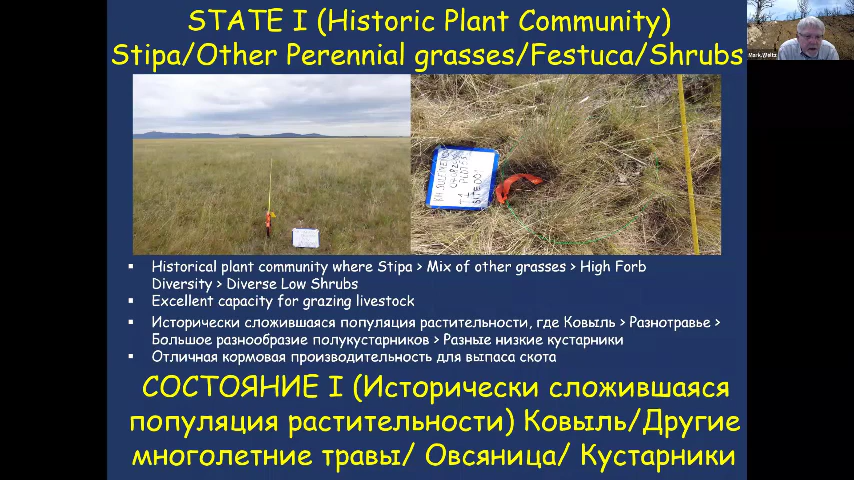 STATE I (Historic Plant Community)
Stipa/Other Perennial grasses/Festuca/Shrubs
Mark.Weltz
▪ Historical plant community where Stipa > Mix of other grasses > High Forb
Diversity > Diverse Low Shrubs
▪ Excellent capacity for grazing livestock
▪ Исторически сложившаяся популяция растительности, где Ковыль > Разнотравье >
Большое разнообразие полукустарников > Разные низкие кустарники
▪ Отличная кормовая производительность для выпаса скота
СОСТОЯНИЕ I (Исторически сложившаяся
популяция растительности) Ковыль/Другие
многолетние травы/ Овсяница/ Кустарники